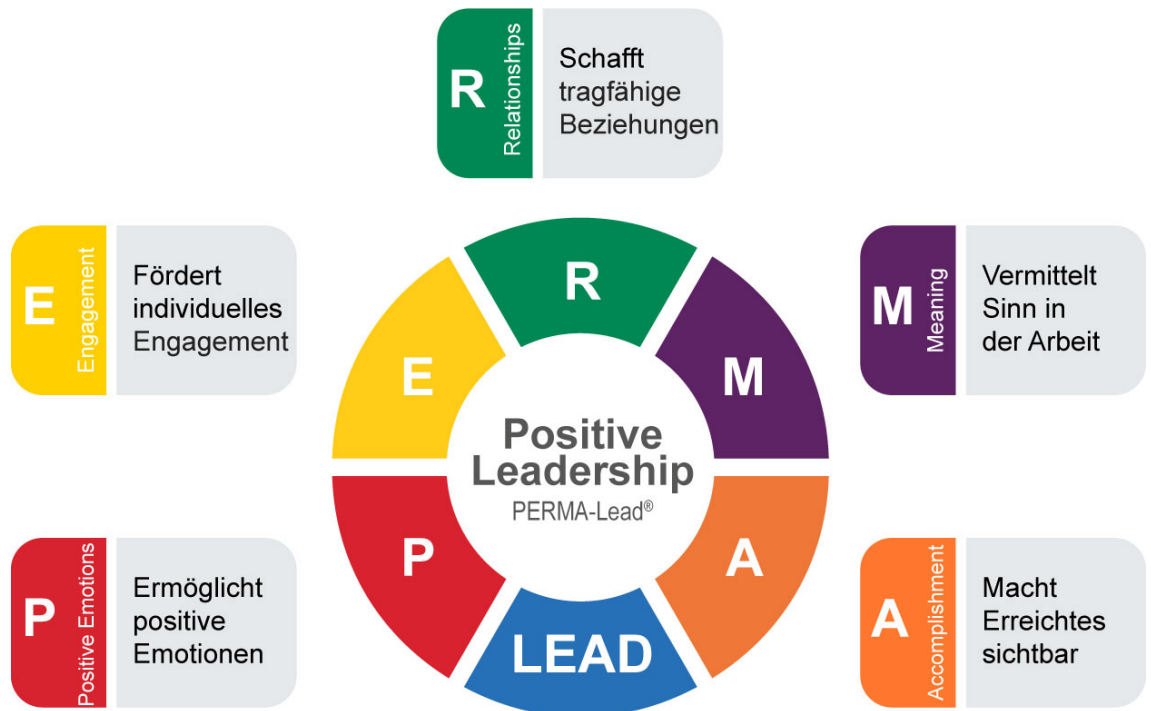 R
Relationships
Schafft
tragfähige
Beziehungen
E
Engagement
Fördert
individuelles
Engagement
M
Meaning
Vermittelt
Sinn in
der Arbeit
R
E
M
Positive
Leadership
PERMA-Lead®
P
A
LEAD
P
Positive Emotions
Ermöglicht
positive
Emotionen
A
Accomplishment
Macht
Erreichtes
sichtbar